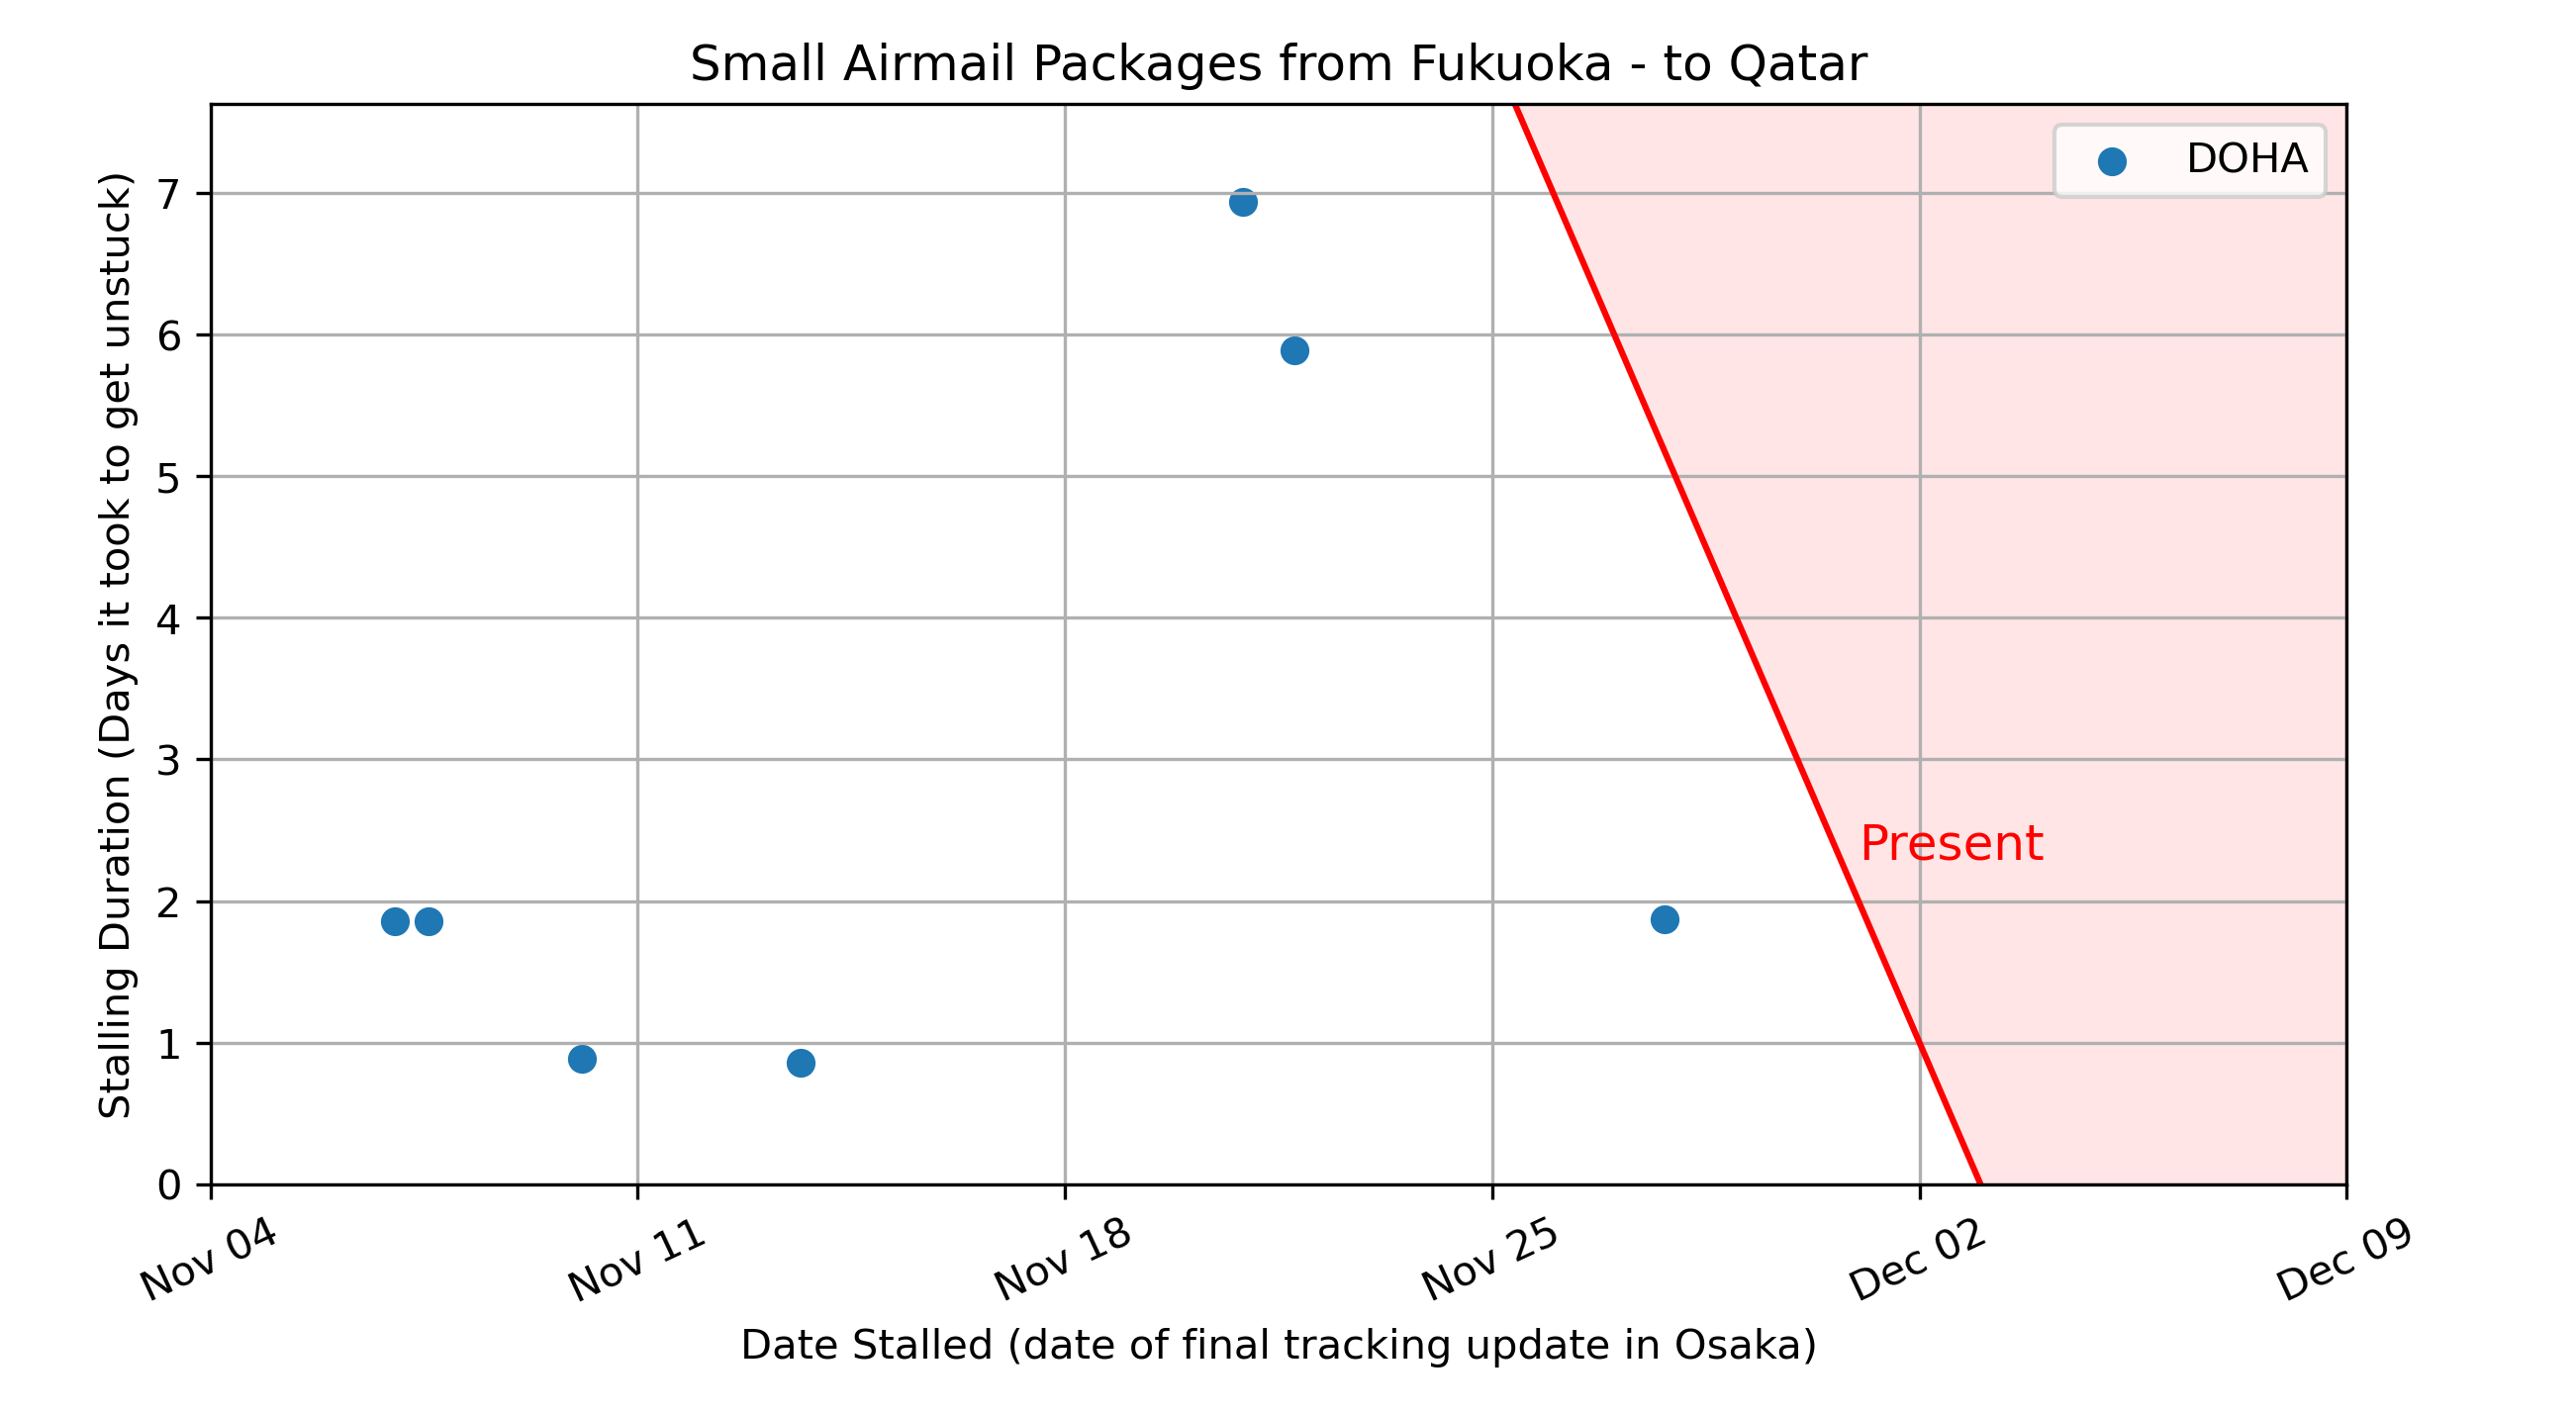 Small Airmail Packages from Fukuoka - to Qatar
DOHA
Stalling Duration (Days it took to get unstuck)
7
6
5
4
3
2
1
0
Present
Nov 04
Nov 11
Nov 18
Nov 25
Dec 02
Dec 09
Date Stalled (date of final tracking update in Osaka)